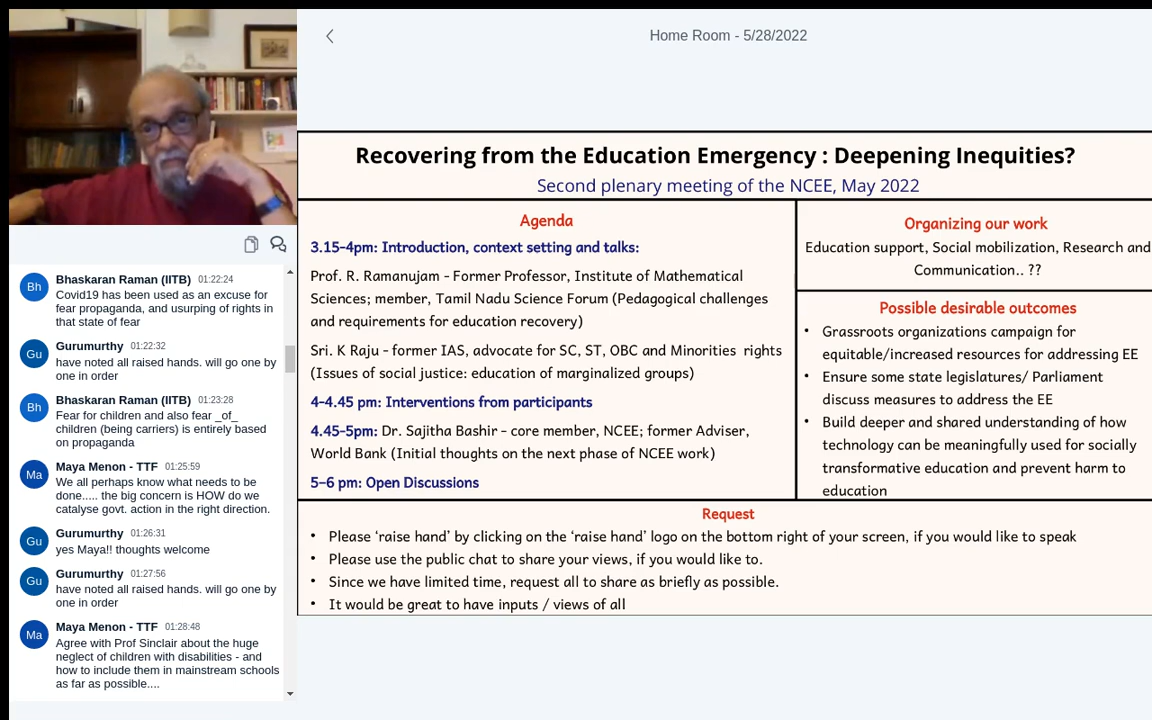 Home Room - 5/28/2022
Recovering from the Education Emergency : Deepening Inequities?
Second plenary meeting of the NCEE, May 2022
Agenda
3.15-4pm: Introduction, context setting and talks:
Prof. R. Ramanujam - Former Professor, Institute of Mathematical
Sciences; member, Tamil Nadu Science Forum (Pedagogical challenges
and requirements for education recovery)
Sri. K Raju - former IAS, advocate for SC, ST, OBC and Minorities rights
(Issues of social justice: education of marginalized groups)
4-4.45 pm: Interventions from participants
4.45-5pm: Dr. Sajitha Bashir - core member, NCEE; former Adviser,
World Bank (Initial thoughts on the next phase of NCEE work)
5-6 pm: Open Discussions
Organizing our work
Education support, Social mobilization, Research and
Communication.. ??
Possible desirable outcomes
• Grassroots organizations campaign for
equitable/increased resources for addressing EE
• Ensure some state legislatures/ Parliament
discuss measures to address the EE
• Build deeper and shared understanding of how
technology can be meaningfully used for socially
transformative education and prevent harm to
education
Request
• Please ‘raise hand’ by clicking on the ‘raise hand’ logo on the bottom right of your screen, if you would like to speak
• Please use the public chat to share your views, if you would like to.
• Since we have limited time, request all to share as briefly as possible.
• It would be great to have inputs / views of all
Bh
Bhaskaran Raman (IITB) 01:22:24
Covid19 has been used as an excuse for
fear propaganda, and usurping of rights in
that state of fear
Gu
Gurumurthy 01:22:32
have noted all raised hands. will go one by
one in order
Bh
Bhaskaran Raman (IITB) 01:23:28
Fear for children and also fear _of_
children (being carriers) is entirely based
on propaganda
Ma
Maya Menon - TTF 01:25:59
We all perhaps know what needs to be
done..... the big concern is HOW do we
catalyse govt. action in the right direction.
Gu
Gurumurthy 01:26:31
yes Maya!! thoughts welcome
Gu
Gurumurthy 01:27:56
have noted all raised hands. will go one by
one in order
Ma
Maya Menon - TTF 01:28:48
Agree with Prof Sinclair about the huge
neglect of children with disabilities - and
how to include them in mainstream schools
as far as possible....